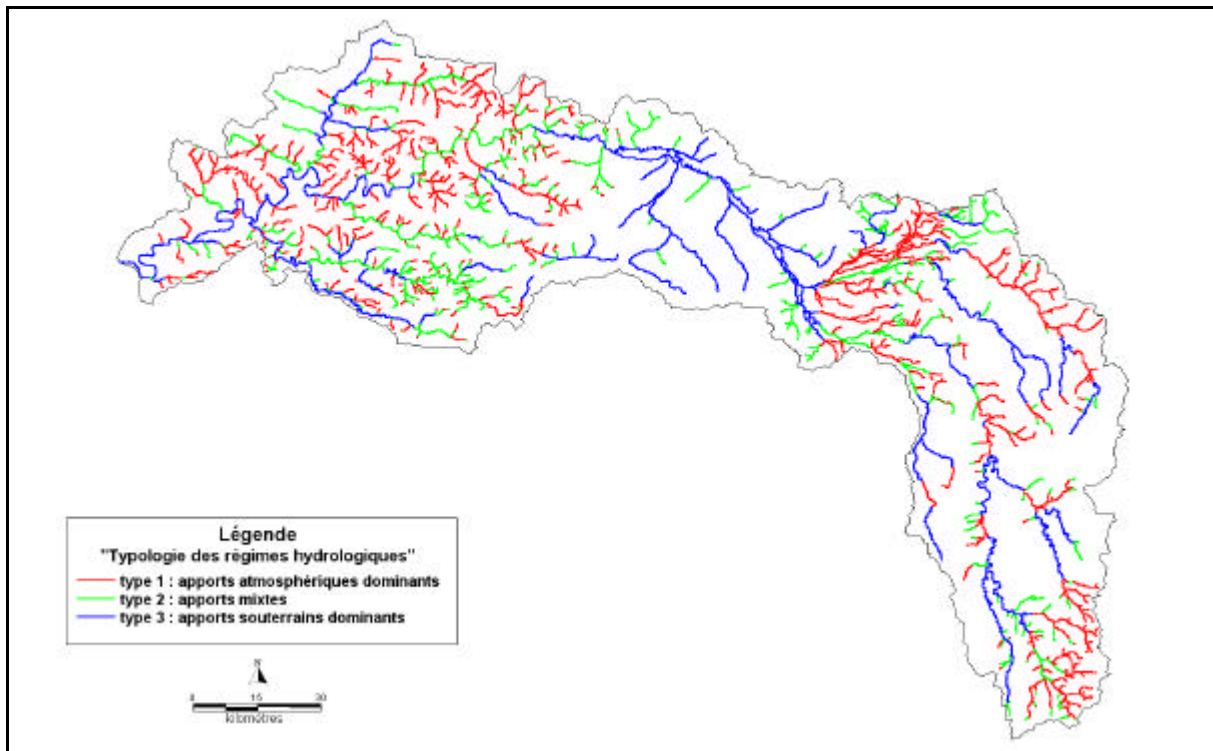 Légende
"Typologie des régimes hydrologiques"
type 1 : apports atmosphériques dominants
type 2 : apports mixtes
type 3 : apports souterrains dominants
N
0 15 30
kilomètres